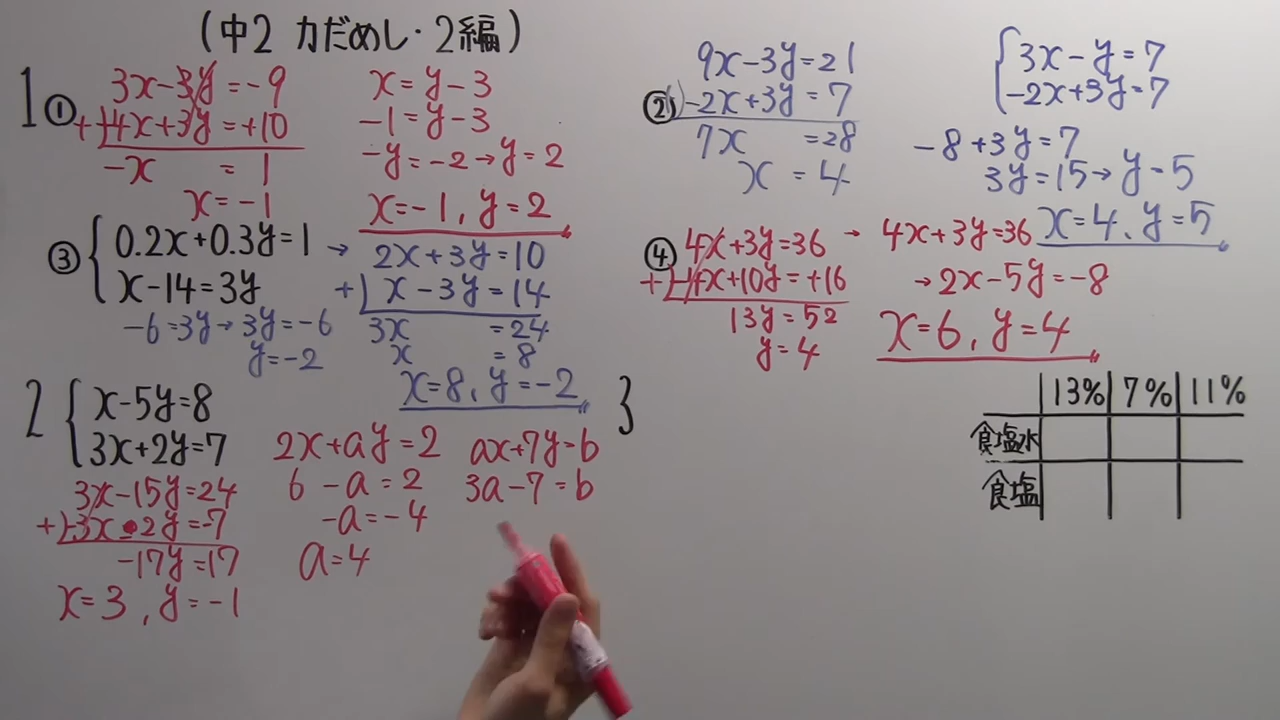 (中2 力だめし・2編)
1 ① 3x-3y=-9
+)-4x+3y=+10
-x =1
x=-1
x=y-3
-1=y-3
-y=-2→y=2
x=-1, y=2
② 9x-3y=21
+)-2x+3y=7
7x =28
x =4
3x-y=7
-2x+3y=7
-8+3y=7
3y=15→y=5
x=4, y=5
③ 0.2x+0.3y=1
x-14=3y
→ 2x+3y=10
+) x-3y=14
3x =24
x =8
-6=3y→3y=-6
y=-2
x=8, y=-2
④ 4x+3y=36
+)-4x+10y=+16
13y=52
y=4
→ 4x+3y=36
→2x-5y=-8
x=6, y=4
2 x-5y=8
3x+2y=7
3x-15y=24
+)-3x-2y=-7
-17y=17
x=3, y=-1
2x+ay=2
6-a=2
-a=-4
a=4
ax+7y=b
3a-7=b
3
13% 7% 11%
食塩水
食塩